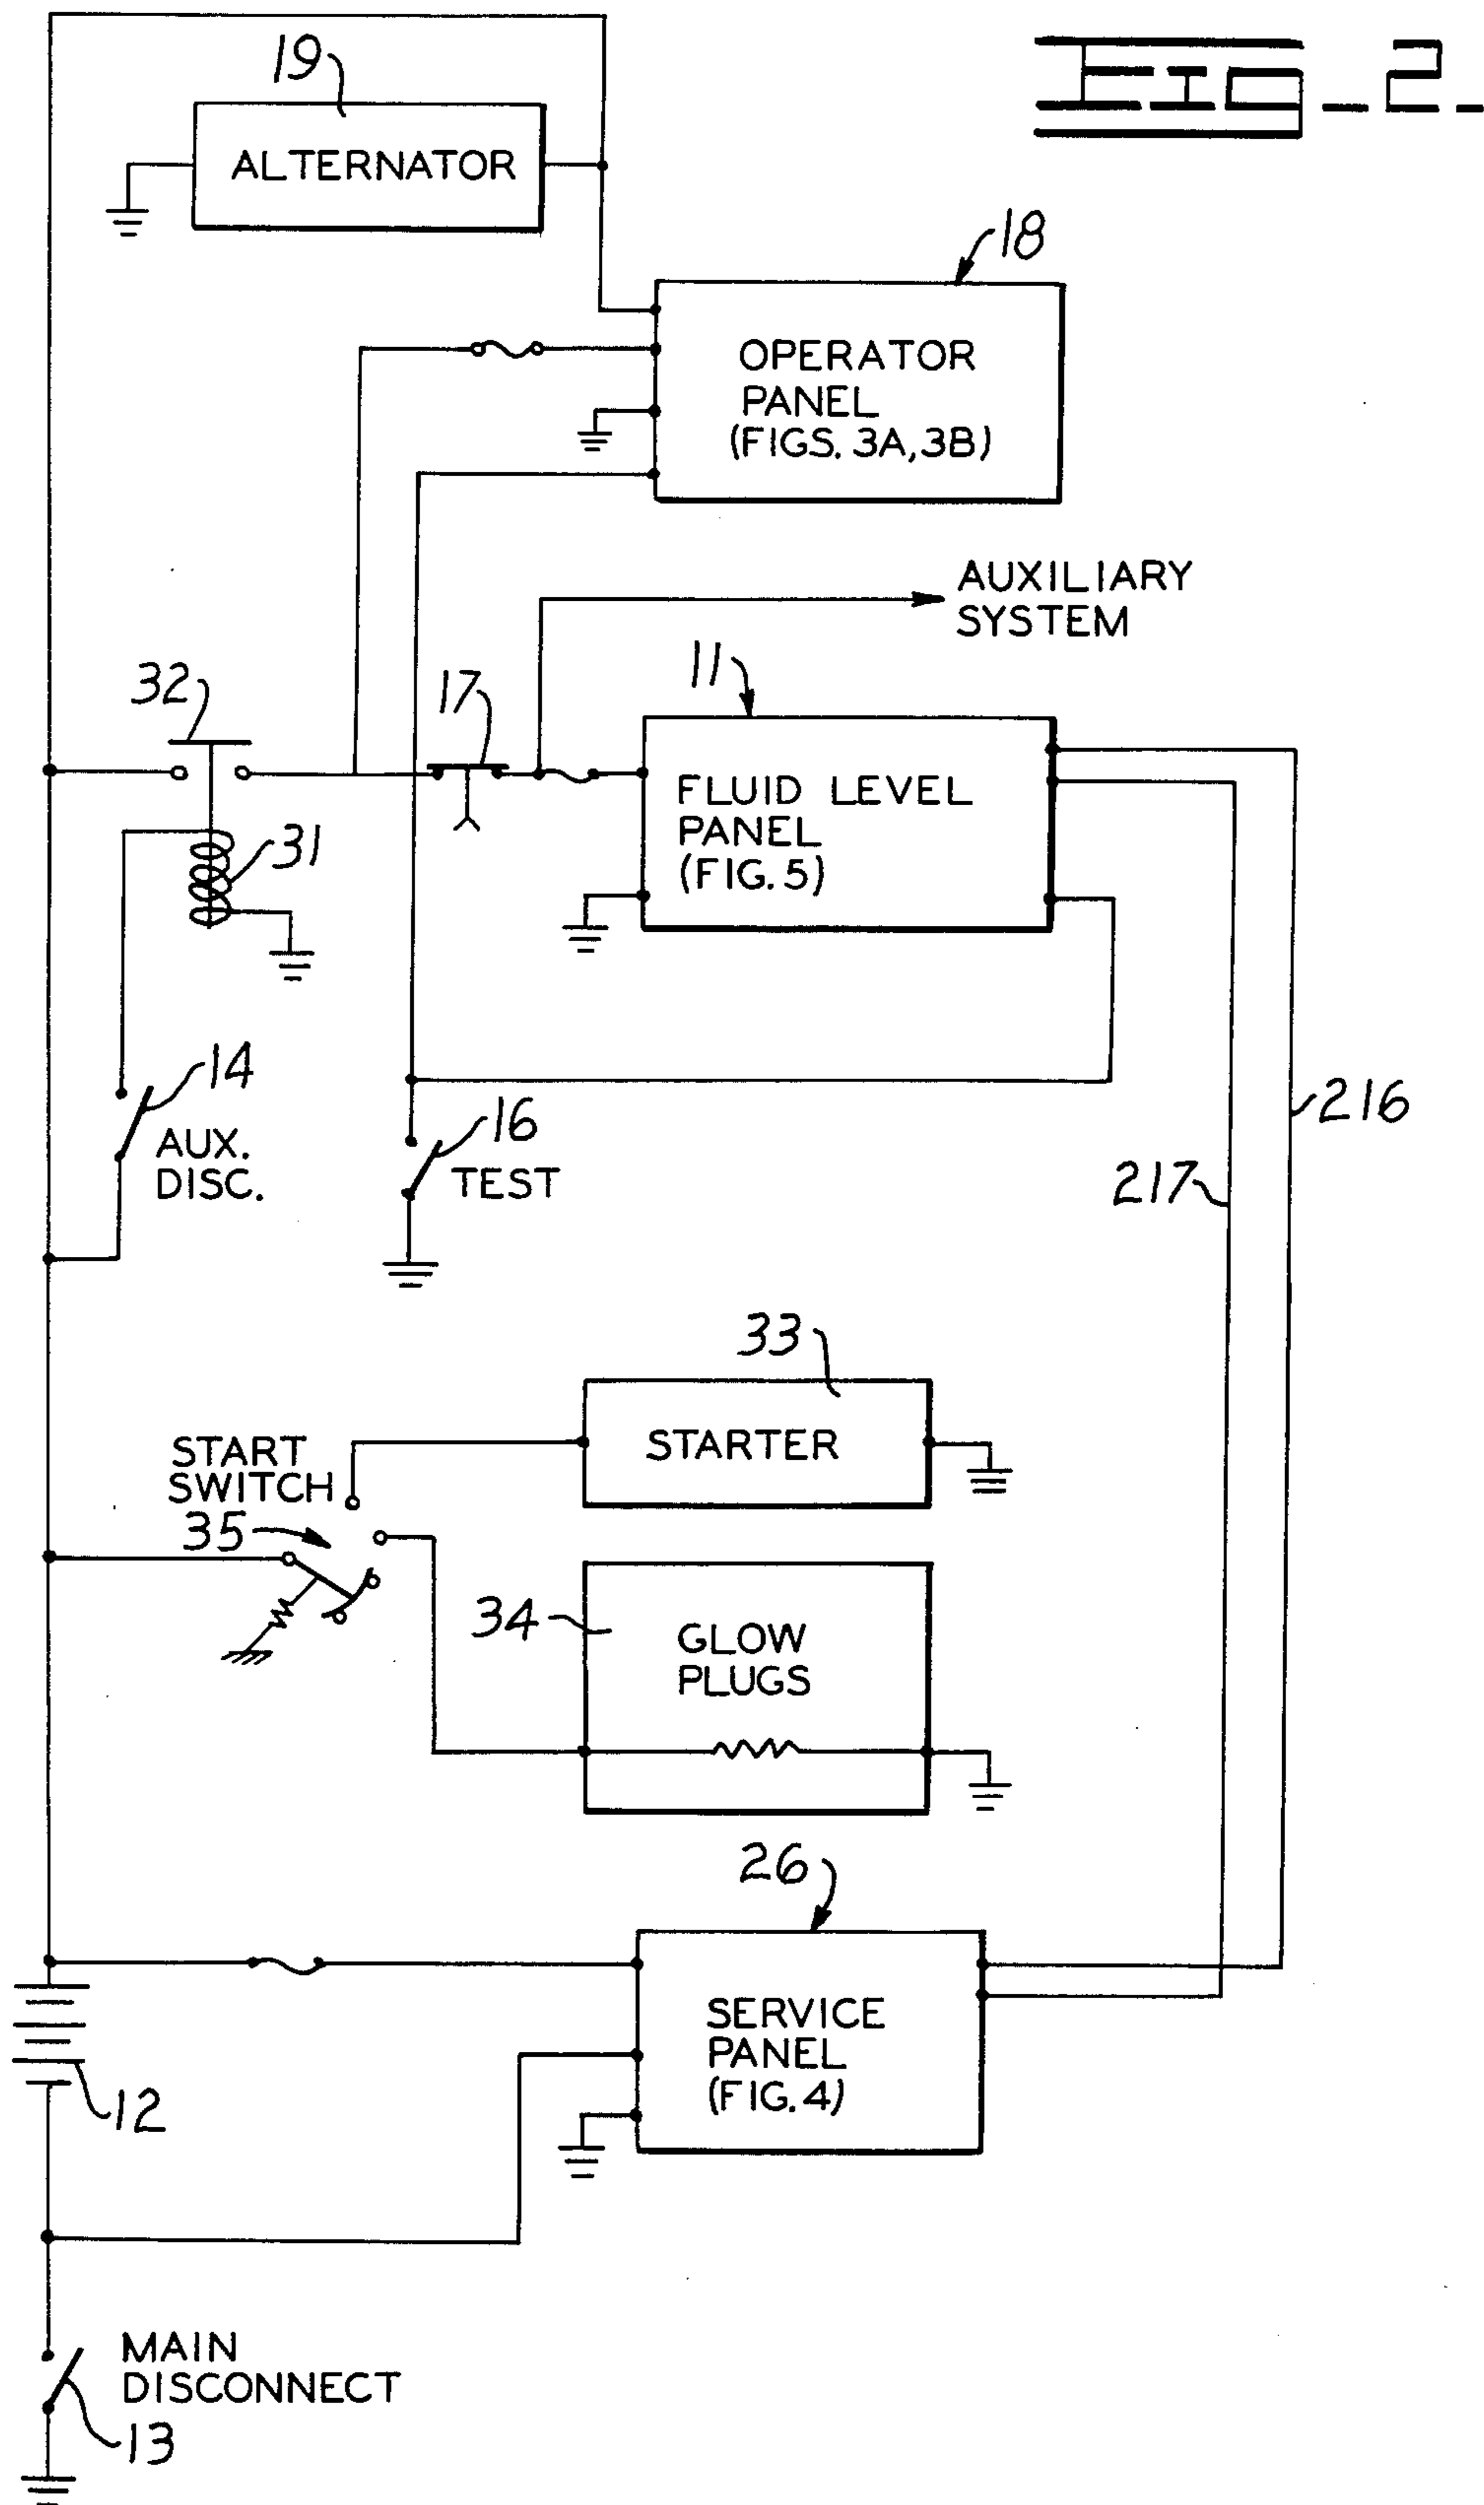 FIG_2_
19
ALTERNATOR
18
OPERATOR
PANEL
(FIGS. 3A, 3B)
AUXILIARY
SYSTEM
32
17
11
FLUID LEVEL
PANEL
(FIG. 5)
31
14
AUX.
DISC.
16
TEST
216
217
33
STARTER
START
SWITCH
35
34
GLOW
PLUGS
26
SERVICE
PANEL
(FIG. 4)
12
MAIN
DISCONNECT
13